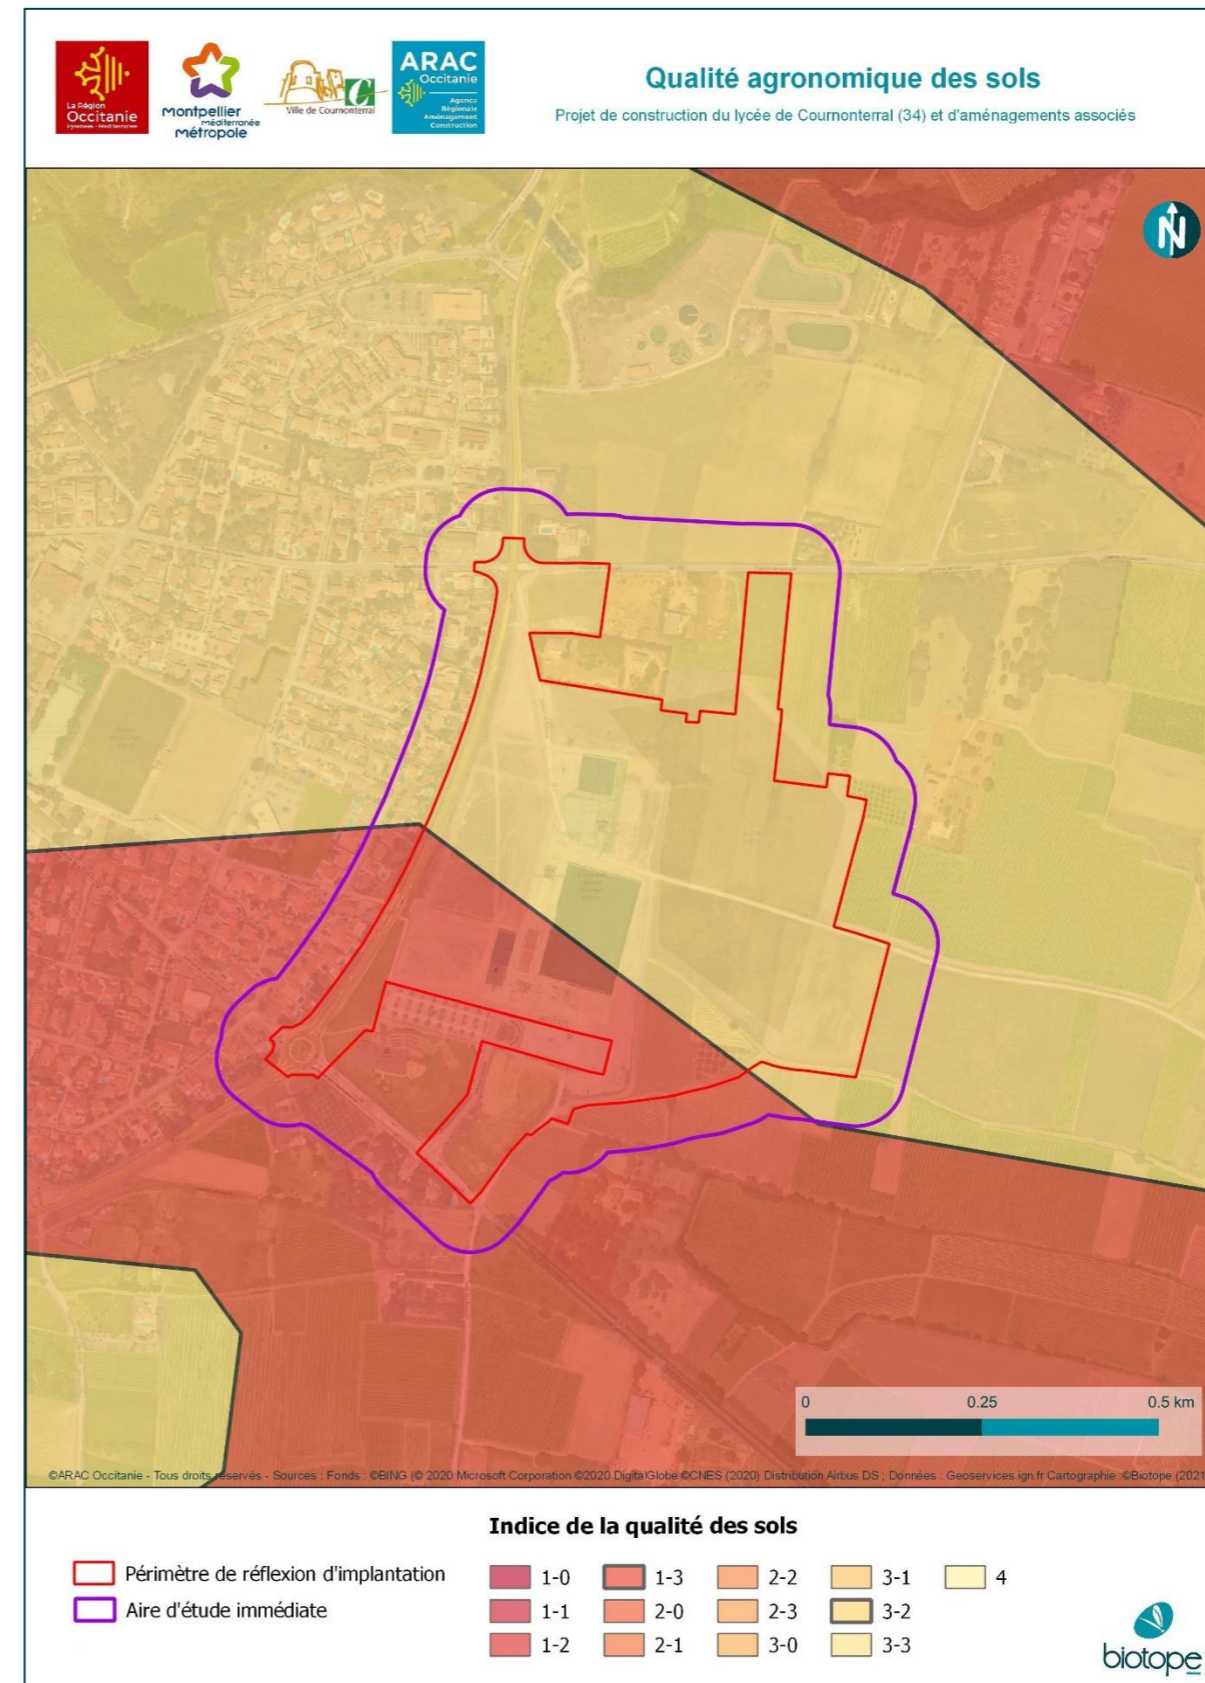 La Région
Occitanie
Pyrénées - Méditerranée
montpellier
méditerranée
métropole
Ville de Cournonterral
ARAC
Occitanie
Agence
Régionale
Aménagement
Construction
Qualité agronomique des sols
Projet de construction du lycée de Cournonterral (34) et d'aménagements associés
N
0 0.25 0.5 km
©ARAC Occitanie - Tous droits réservés - Sources : Fonds : ©BING (© 2020 Microsoft Corporation ©2020 DigitalGlobe ©CNES (2020) Distribution Airbus DS ; Données : Geoservices.ign.fr Cartographie :©Biotope (2021
Indice de la qualité des sols
Périmètre de réflexion d'implantation
Aire d'étude immédiate
1-0 1-3 2-2 3-1 4
1-1 2-0 2-3 3-2
1-2 2-1 3-0 3-3
biotope